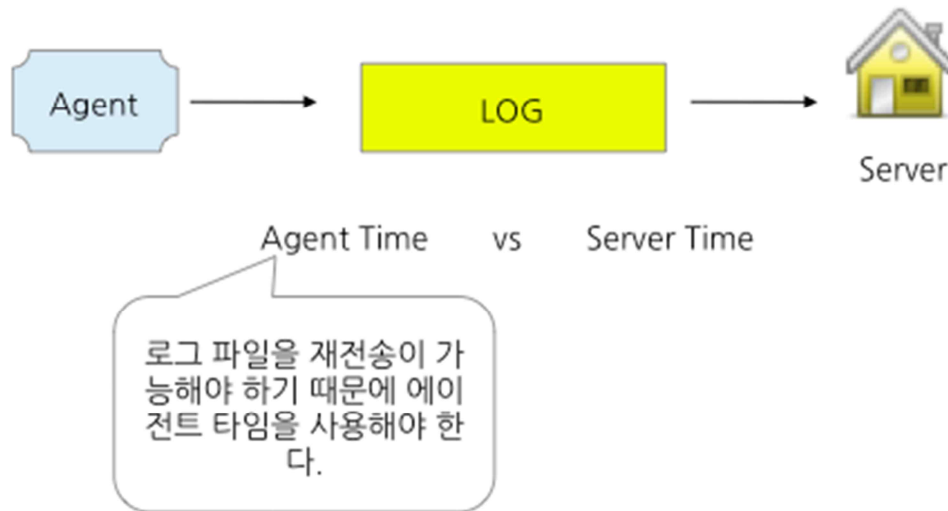 Agent
LOG
Server
Agent Time vs Server Time
로그 파일을 재전송이 가
능해야 하기 때문에 에이
전트 타임을 사용해야 한
다.